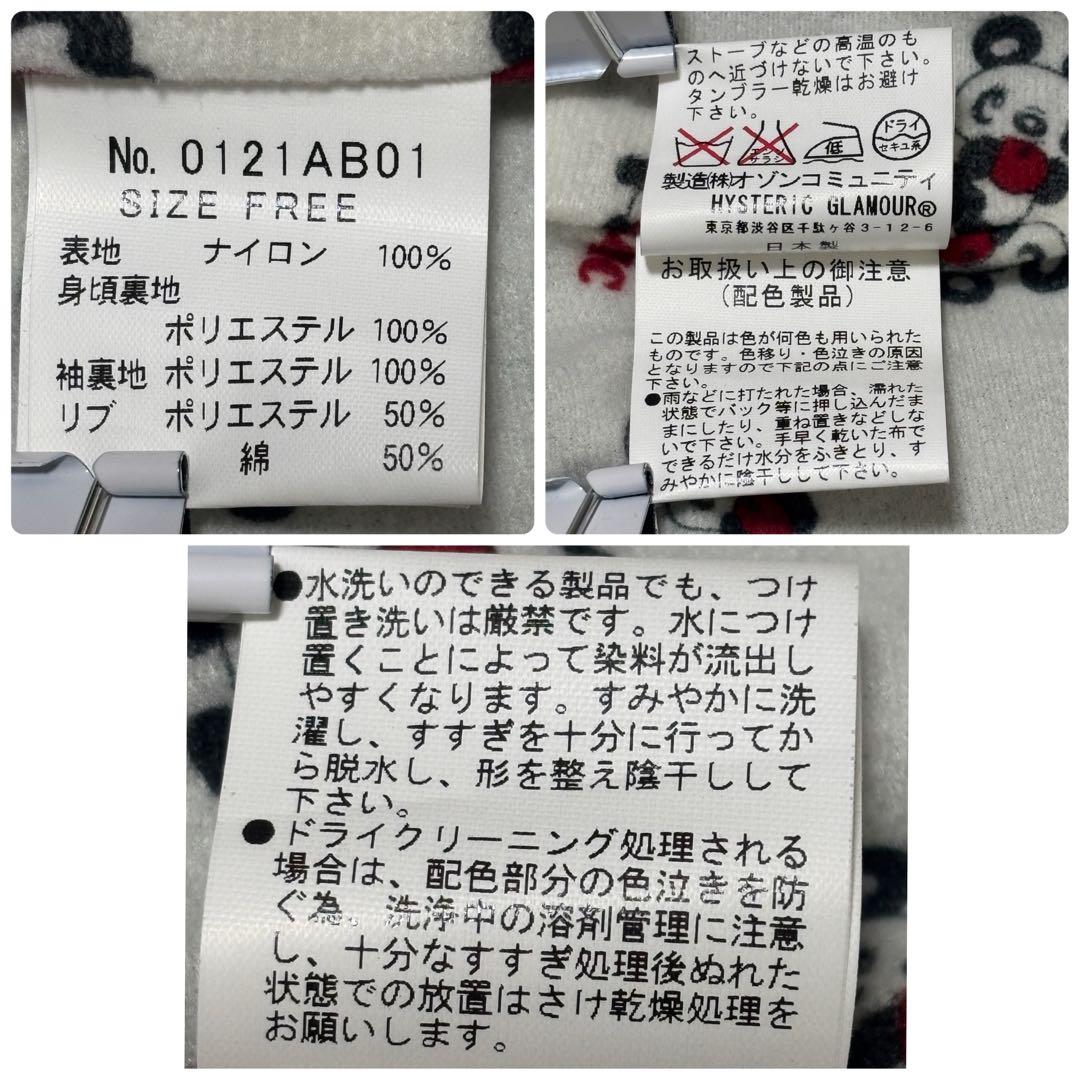 No. 0121AB01
SIZE FREE
表地 ナイロン 100%
身頃裏地
ポリエステル 100%
袖裏地 ポリエステル 100%
リブ ポリエステル 50%
綿 50%
ストーブなどの高温のも
のへ近づけないで下さい。
タンブラー乾燥はお避け
下さい。
エンソ サラシ 低 ドライ セキユ系
製造(株)オゾンコミュニティ
HYSTERIC GLAMOUR®
東京都渋谷区千駄ヶ谷3-12-6
日本製
お取扱い上の御注意
(配色製品)
この製品は色が何色も用いられた
ものです。色移り・色泣きの原因
となりますので下記の点にご注意
下さい。
●雨などに打たれた場合、濡れた
状態でバック等に押し込んだま
まにしたり、重ね置きなどしな
いで下さい。手早く乾いた布で
できるだけ水分をふきとり、す
みやかに陰干しして下さい。
●水洗いのできる製品でも、つけ
置き洗いは厳禁です。水につけ
置くことによって染料が流出し
やすくなります。すみやかに洗
濯し、すすぎを十分に行ってか
ら脱水し、形を整え陰干しして
下さい。
●ドライクリーニング処理される
場合は、配色部分の色泣きを防
ぐ為、洗浄中の溶剤管理に注意
し、十分なすすぎ処理後ぬれた
状態での放置はさけ乾燥処理を
お願いします。